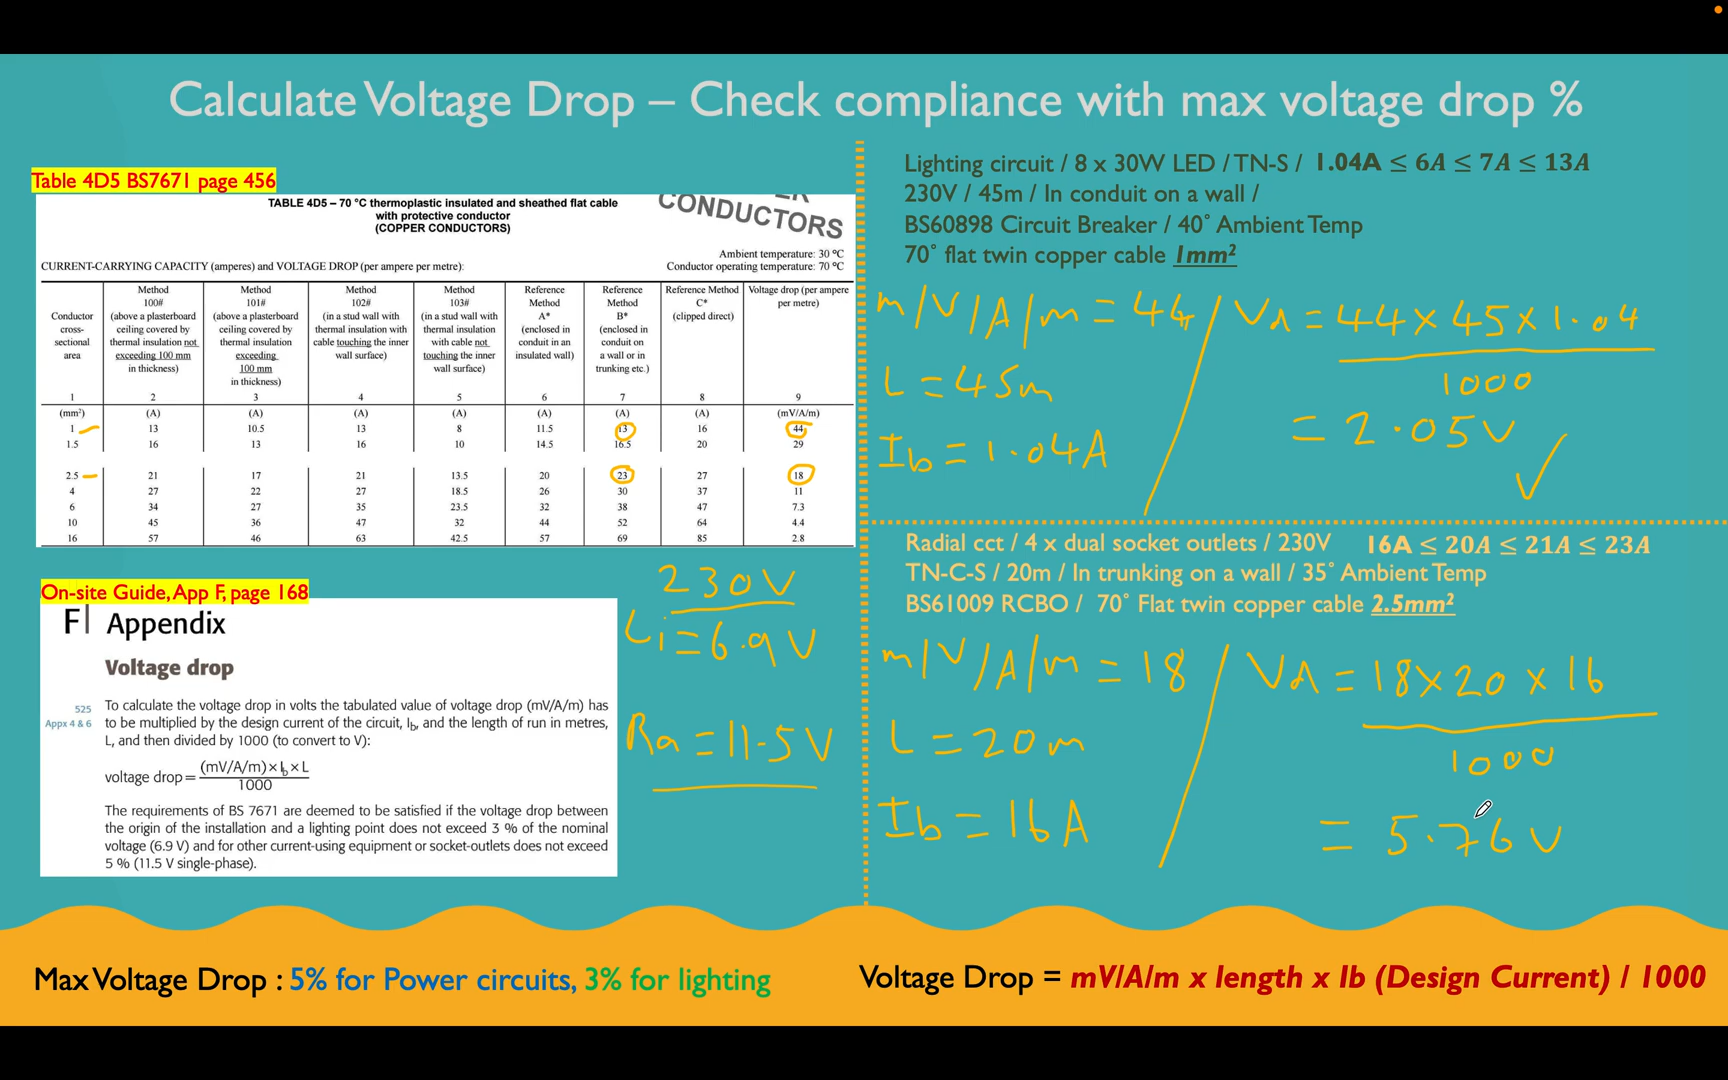 Calculate Voltage Drop – Check compliance with max voltage drop %
Table 4D5 BS7671 page 456
TABLE 4D5 – 70 °C thermoplastic insulated and sheathed flat cable
with protective conductor
(COPPER CONDUCTORS)
CONDUCTORS
Ambient temperature: 30 °C
CURRENT-CARRYING CAPACITY (amperes) and VOLTAGE DROP (per ampere per metre):
Conductor operating temperature: 70 °C
Conductor cross-sectional area
Method 100# (above a plasterboard ceiling covered by thermal insulation not exceeding 100 mm in thickness)
Method 101# (above a plasterboard ceiling covered by thermal insulation exceeding 100 mm in thickness)
Method 102# (in a stud wall with thermal insulation with cable touching the inner wall surface)
Method 103# (in a stud wall with thermal insulation with cable not touching the inner wall surface)
Reference Method A* (enclosed in conduit in an insulated wall)
Reference Method B* (enclosed in conduit on a wall or in trunking etc.)
Reference Method C* (clipped direct)
Voltage drop (per ampere per metre)
1 2 3 4 5 6 7 8 9
(mm²) (A) (A) (A) (A) (A) (A) (A) (mV/A/m)
1 13 10.5 13 8 11.5 13 16 44
1.5 16 13 16 10 14.5 16.5 20 29
2.5 21 17 21 13.5 20 23 27 18
4 27 22 27 18.5 26 30 37 11
6 34 27 35 23.5 32 38 47 7.3
10 45 36 47 32 44 52 64 4.4
16 57 46 63 42.5 57 69 85 2.8
On-site Guide, App F, page 168
F| Appendix
Voltage drop
525
Appx 4 & 6
To calculate the voltage drop in volts the tabulated value of voltage drop (mV/A/m) has
to be multiplied by the design current of the circuit, Ib, and the length of run in metres,
L, and then divided by 1000 (to convert to V):
voltage drop = (mV/A/m) × Ib × L
1000
The requirements of BS 7671 are deemed to be satisfied if the voltage drop between
the origin of the installation and a lighting point does not exceed 3 % of the nominal
voltage (6.9 V) and for other current-using equipment or socket-outlets does not exceed
5 % (11.5 V single-phase).
230V
Li = 6.9V
Ra = 11.5V
Lighting circuit / 8 x 30W LED / TN-S / 1.04A ≤ 6A ≤ 7A ≤ 13A
230V / 45m / In conduit on a wall /
BS60898 Circuit Breaker / 40° Ambient Temp
70° flat twin copper cable 1mm²
m/V/A/m = 44 / Vd = 44 x 45 x 1.04
1000
L = 45m
= 2.05V ✓
Ib = 1.04A
Radial cct / 4 x dual socket outlets / 230V 16A ≤ 20A ≤ 21A ≤ 23A
TN-C-S / 20m / In trunking on a wall / 35° Ambient Temp
BS61009 RCBO / 70° Flat twin copper cable 2.5mm²
m/V/A/m = 18 / Vd = 18 x 20 x 16
1000
L = 20m
Ib = 16A
= 5.76V
Max Voltage Drop : 5% for Power circuits, 3% for lighting
Voltage Drop = mV/A/m x length x Ib (Design Current) / 1000